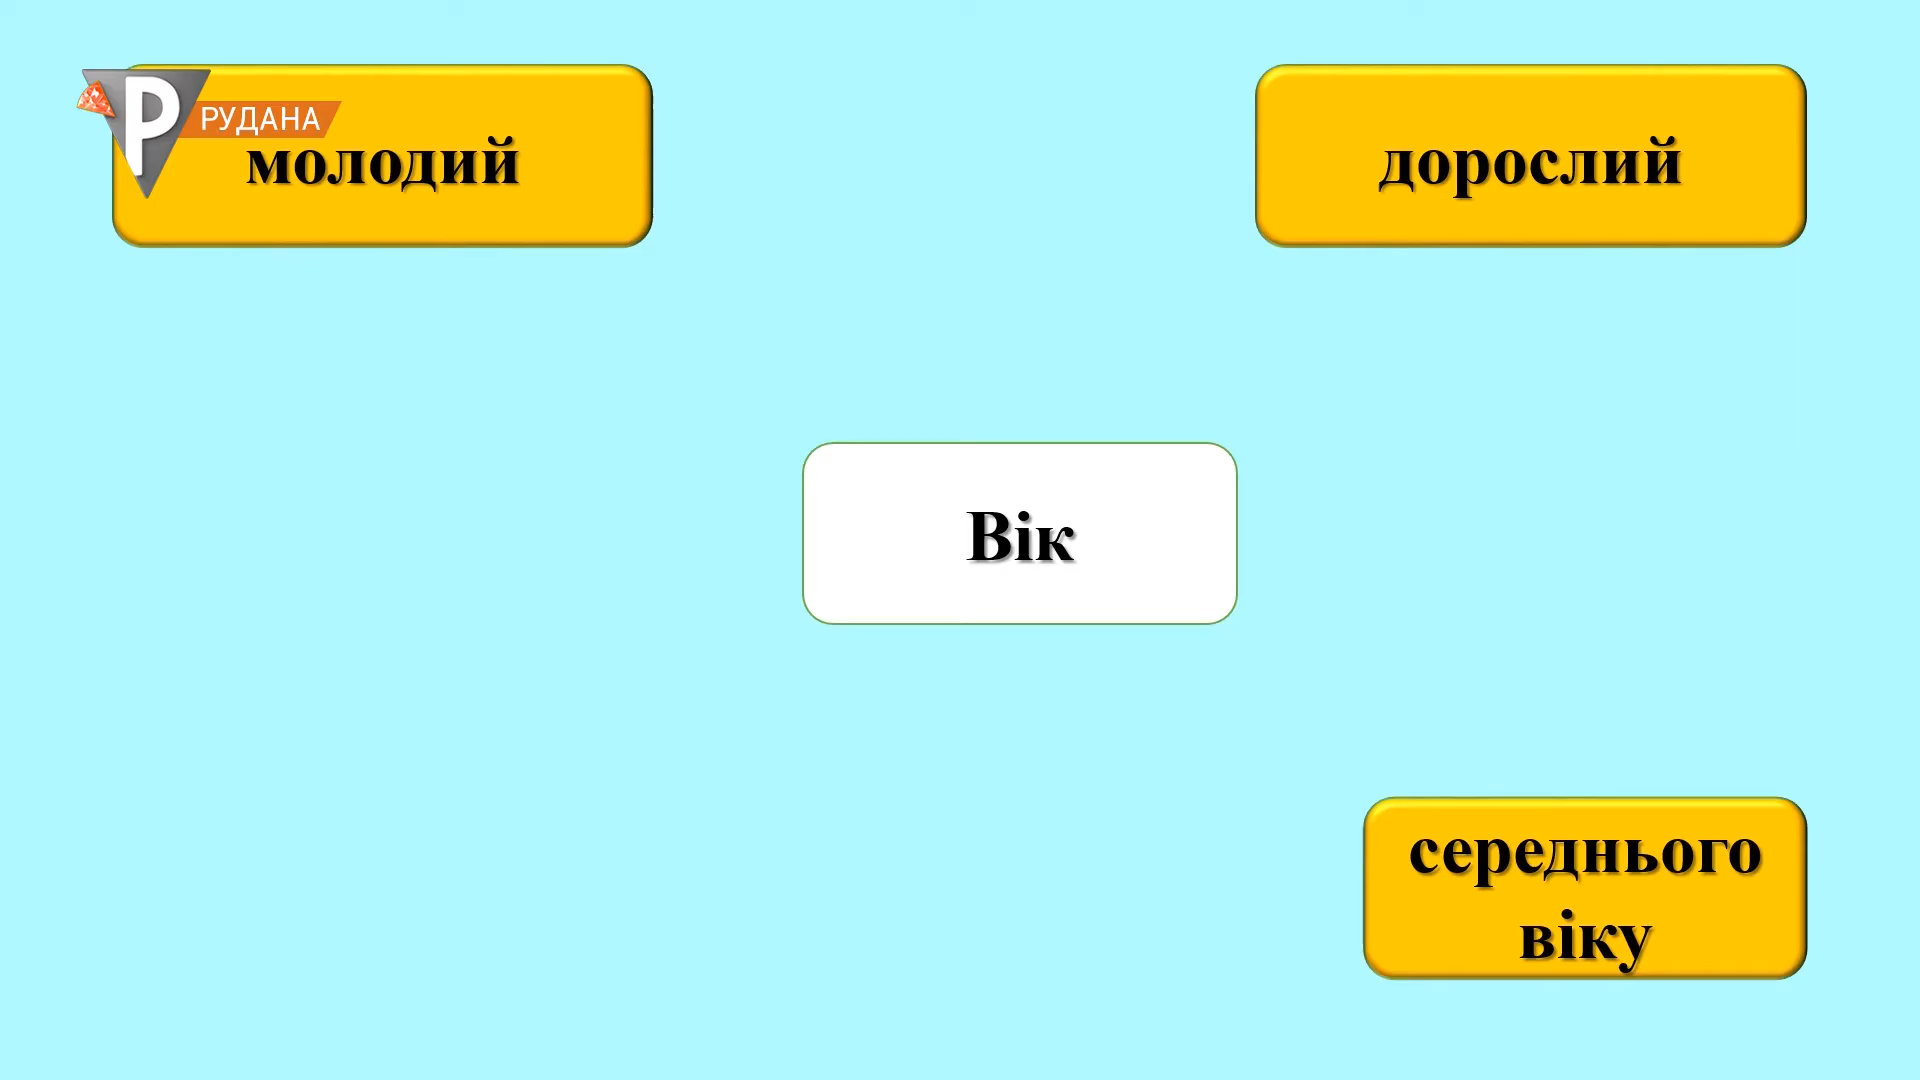 Р РУДАНА
молодий
дорослий
Вік
середнього
віку